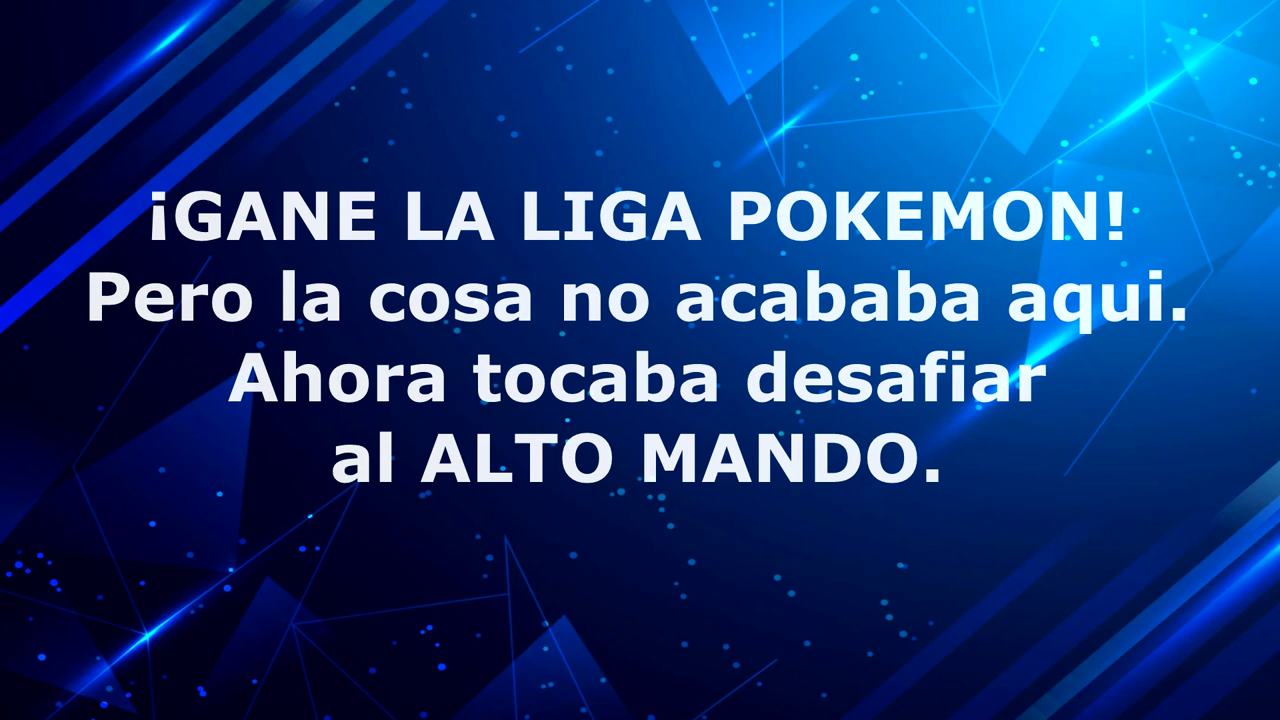 ¡GANE LA LIGA POKEMON!
Pero la cosa no acababa aqui.
Ahora tocaba desafiar
al ALTO MANDO.